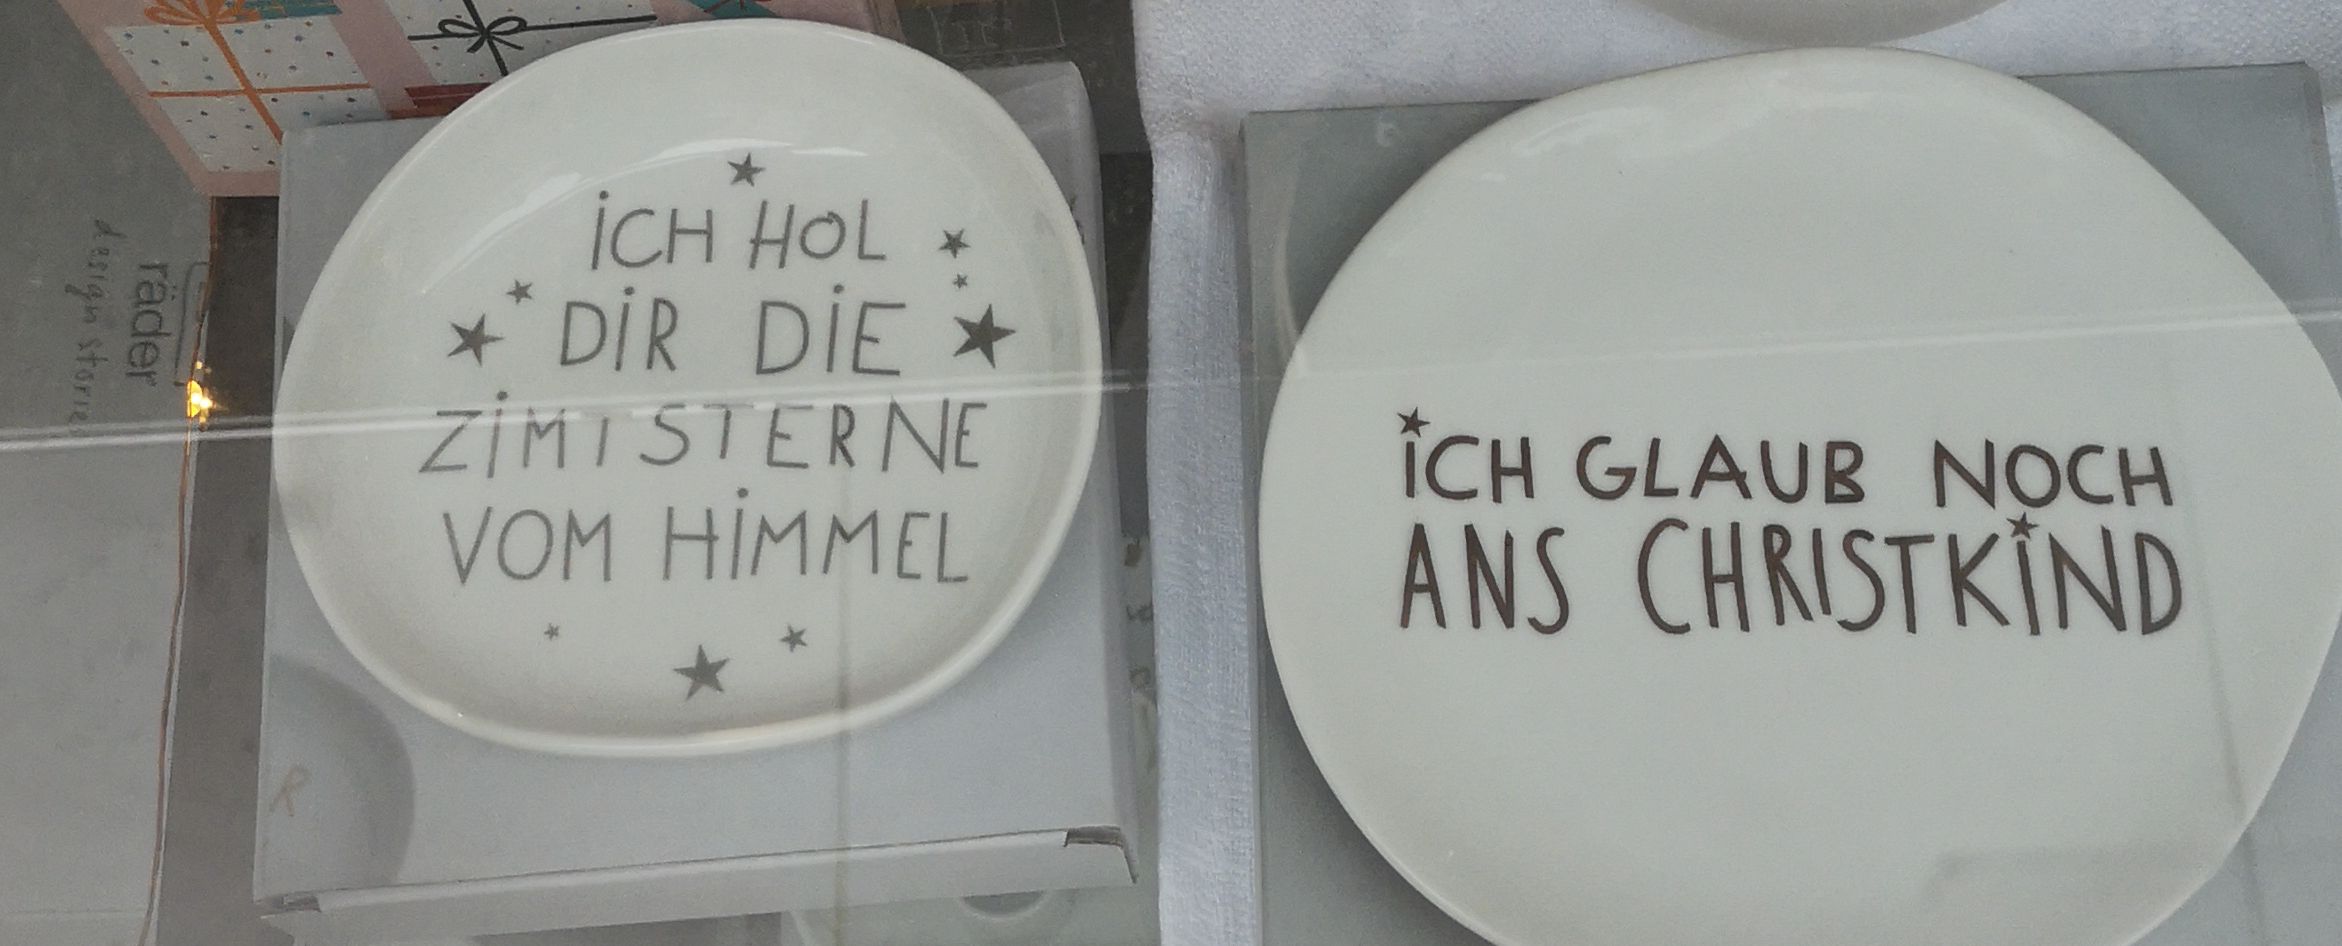 räder
design stories
iCH HOL
DiR DiE
ZiMTSTERNE
VOM HiMMEL
R
iCH GLAUB NOCH
ANS CHRISTKiND